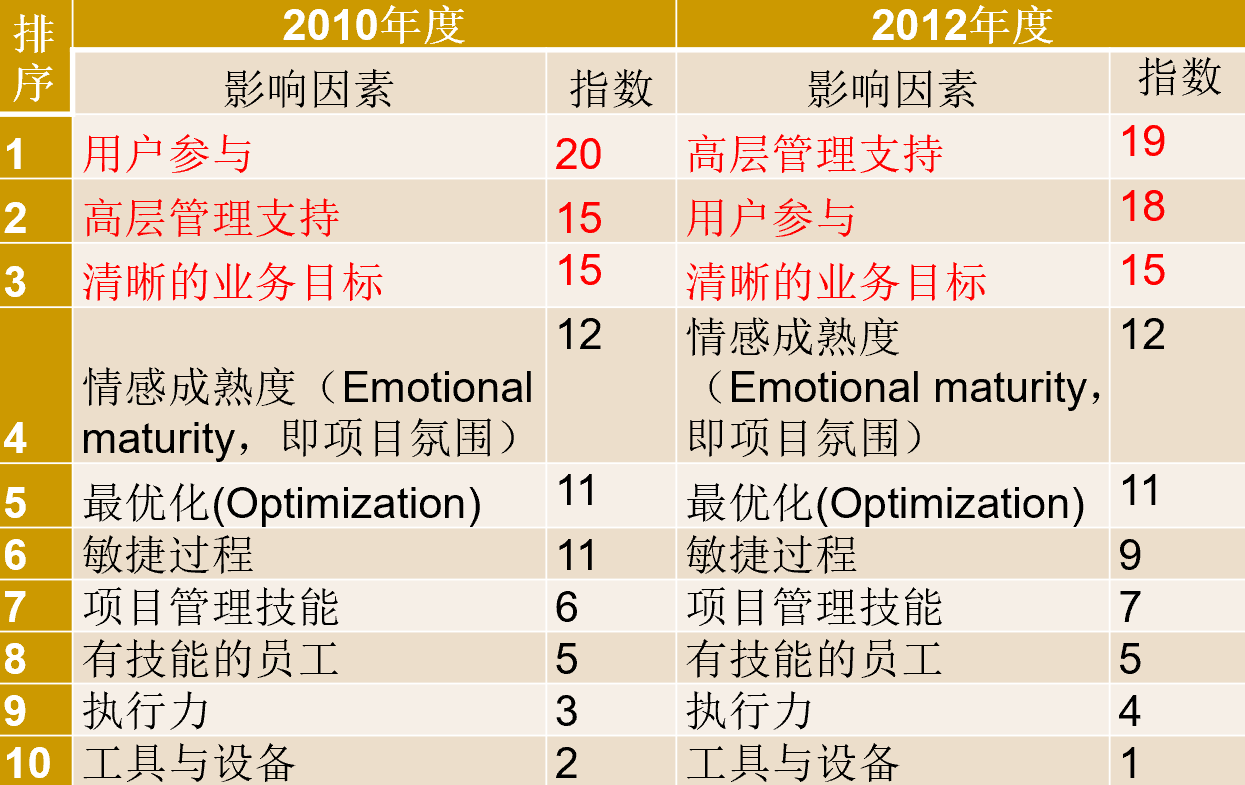 排序 2010年度 2012年度
影响因素 指数 影响因素 指数
1 用户参与 20 高层管理支持 19
2 高层管理支持 15 用户参与 18
3 清晰的业务目标 15 清晰的业务目标 15
4 情感成熟度（Emotional maturity，即项目氛围） 12 情感成熟度（Emotional maturity，即项目氛围） 12
5 最优化(Optimization) 11 最优化(Optimization) 11
6 敏捷过程 11 敏捷过程 9
7 项目管理技能 6 项目管理技能 7
8 有技能的员工 5 有技能的员工 5
9 执行力 3 执行力 4
10 工具与设备 2 工具与设备 1